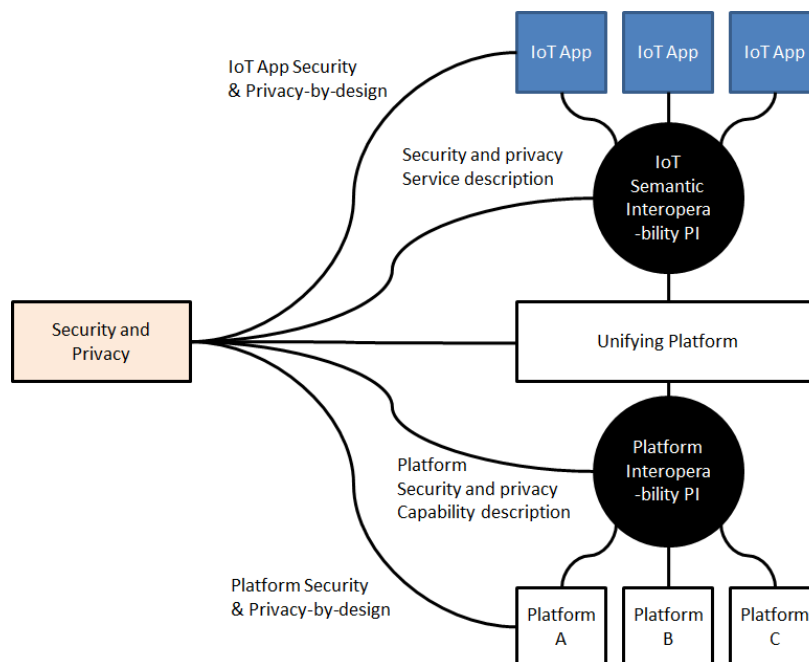 IoT App
IoT App
IoT App
IoT App Security
& Privacy-by-design
Security and privacy
Service description
IoT
Semantic
Interopera
-bility PI
Security and
Privacy
Unifying Platform
Platform
Interopera
-bility PI
Platform
Security and privacy
Capability description
Platform Security
& Privacy-by-design
Platform
A
Platform
B
Platform
C